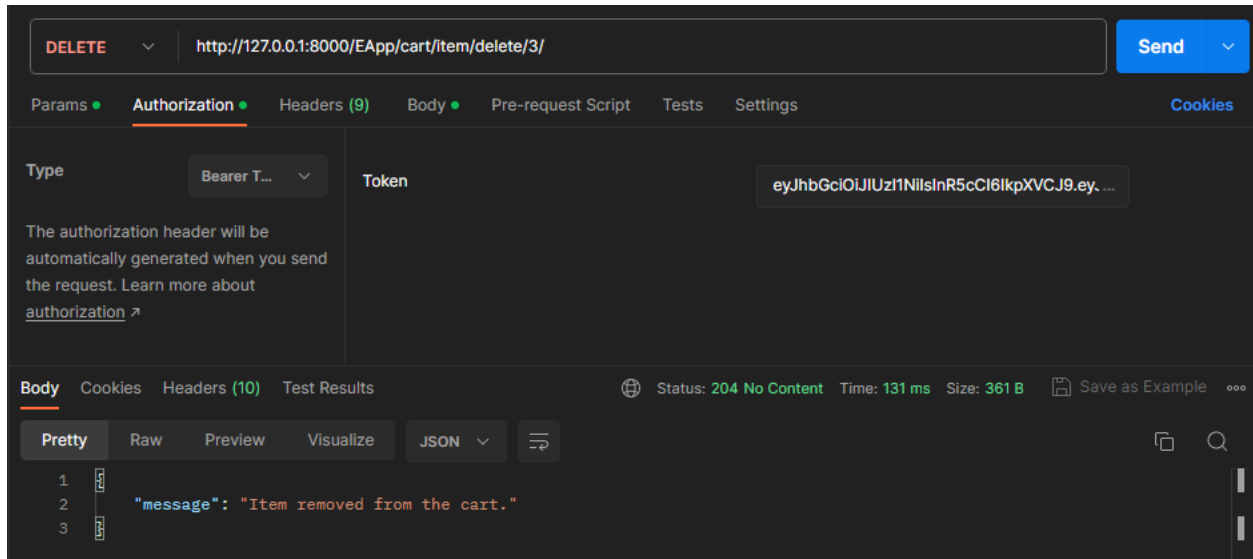 DELETE http://127.0.0.1:8000/EApp/cart/item/delete/3/ Send
Params Authorization Headers (9) Body Pre-request Script Tests Settings Cookies
Type Bearer T... Token eyJhbGciOiJIUzI1NiIsInR5cCI6IkpXVCJ9.eyJ...
The authorization header will be
automatically generated when you send
the request. Learn more about
authorization ↗
Body Cookies Headers (10) Test Results Status: 204 No Content Time: 131 ms Size: 361 B Save as Example
Pretty Raw Preview Visualize JSON
1 {
2 "message": "Item removed from the cart."
3 }